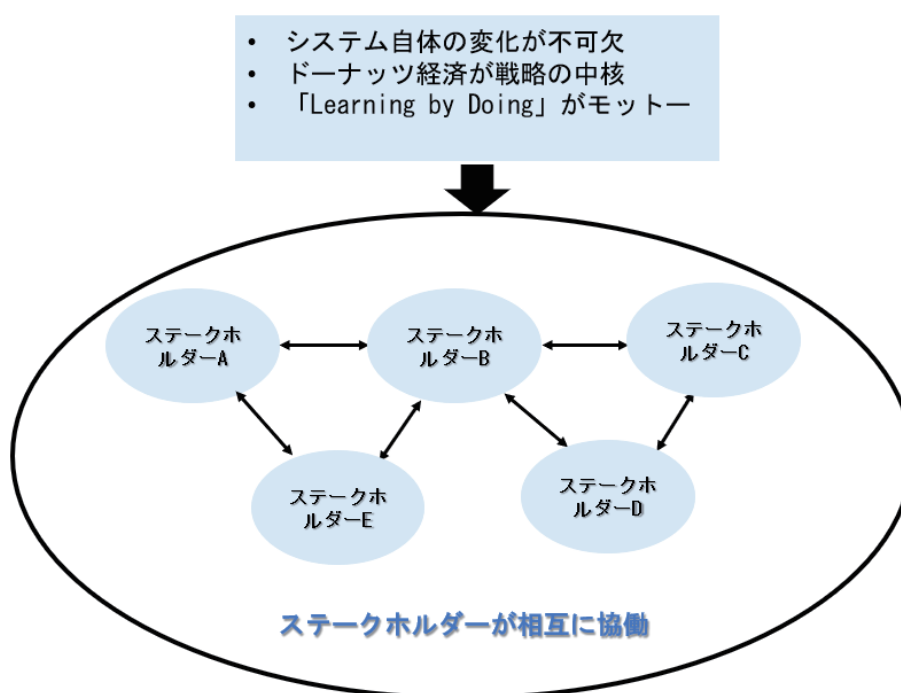 • システム自体の変化が不可欠
• ドーナッツ経済が戦略の中核
• 「Learning by Doing」がモットー
ステークホ
ルダーA
ステークホ
ルダーB
ステークホ
ルダーC
ステークホ
ルダーE
ステークホ
ルダーD
ステークホルダーが相互に協働